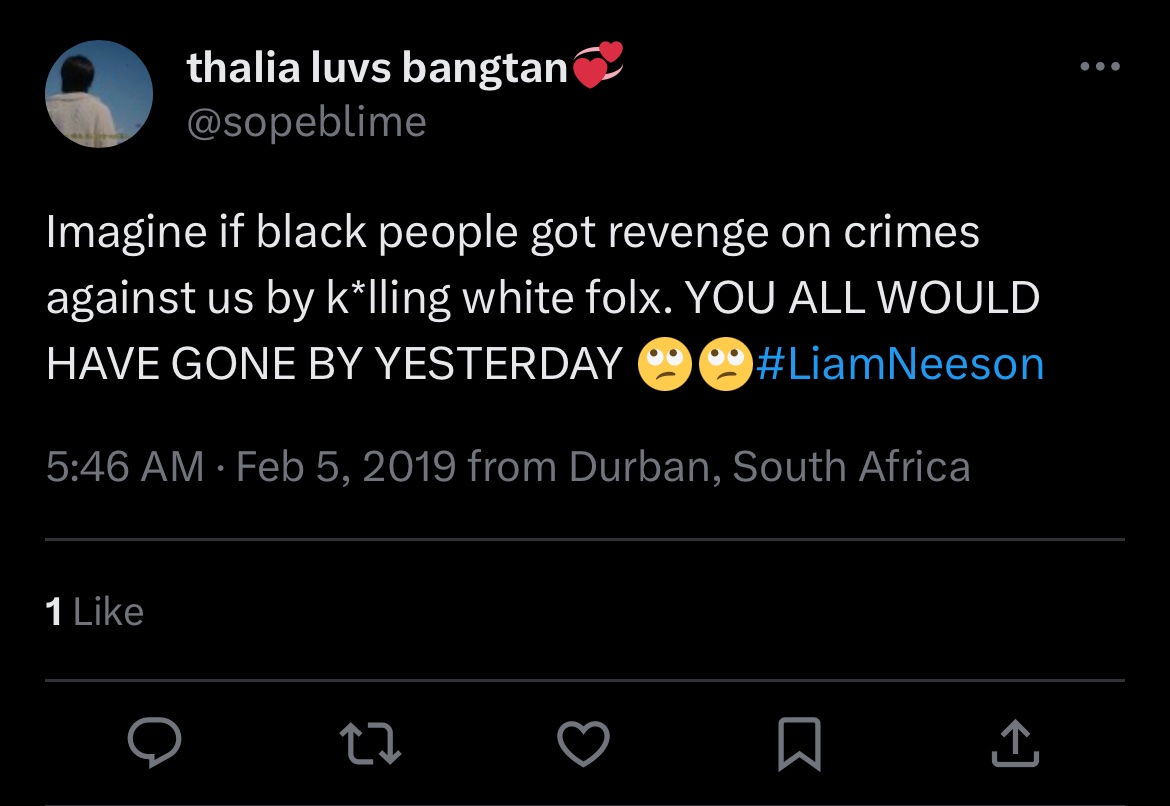 thalia luvs bangtan💞
@sopeblime
Imagine if black people got revenge on crimes
against us by k*lling white folx. YOU ALL WOULD
HAVE GONE BY YESTERDAY 🙄🙄#LiamNeeson
5:46 AM · Feb 5, 2019 from Durban, South Africa
1 Like